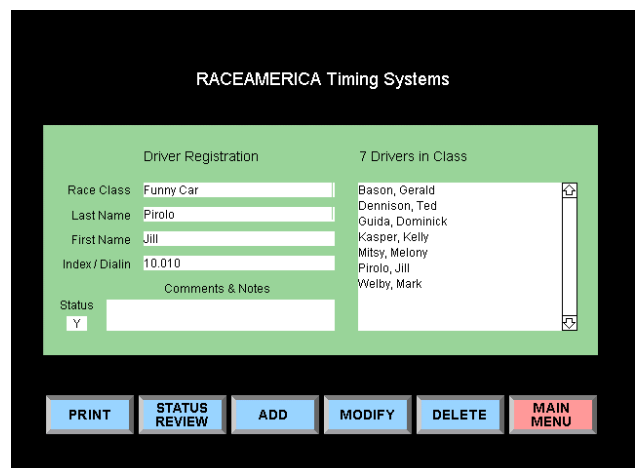 RACEAMERICA Timing Systems
Driver Registration
Race Class Funny Car
Last Name Pirolo
First Name Jill
Index / Dialin 10.010
Comments & Notes
Status
Y
7 Drivers in Class
Bason, Gerald
Dennison, Ted
Guida, Dominick
Kasper, Kelly
Mitsy, Melony
Pirolo, Jill
Welby, Mark
PRINT
STATUS
REVIEW
ADD
MODIFY
DELETE
MAIN
MENU